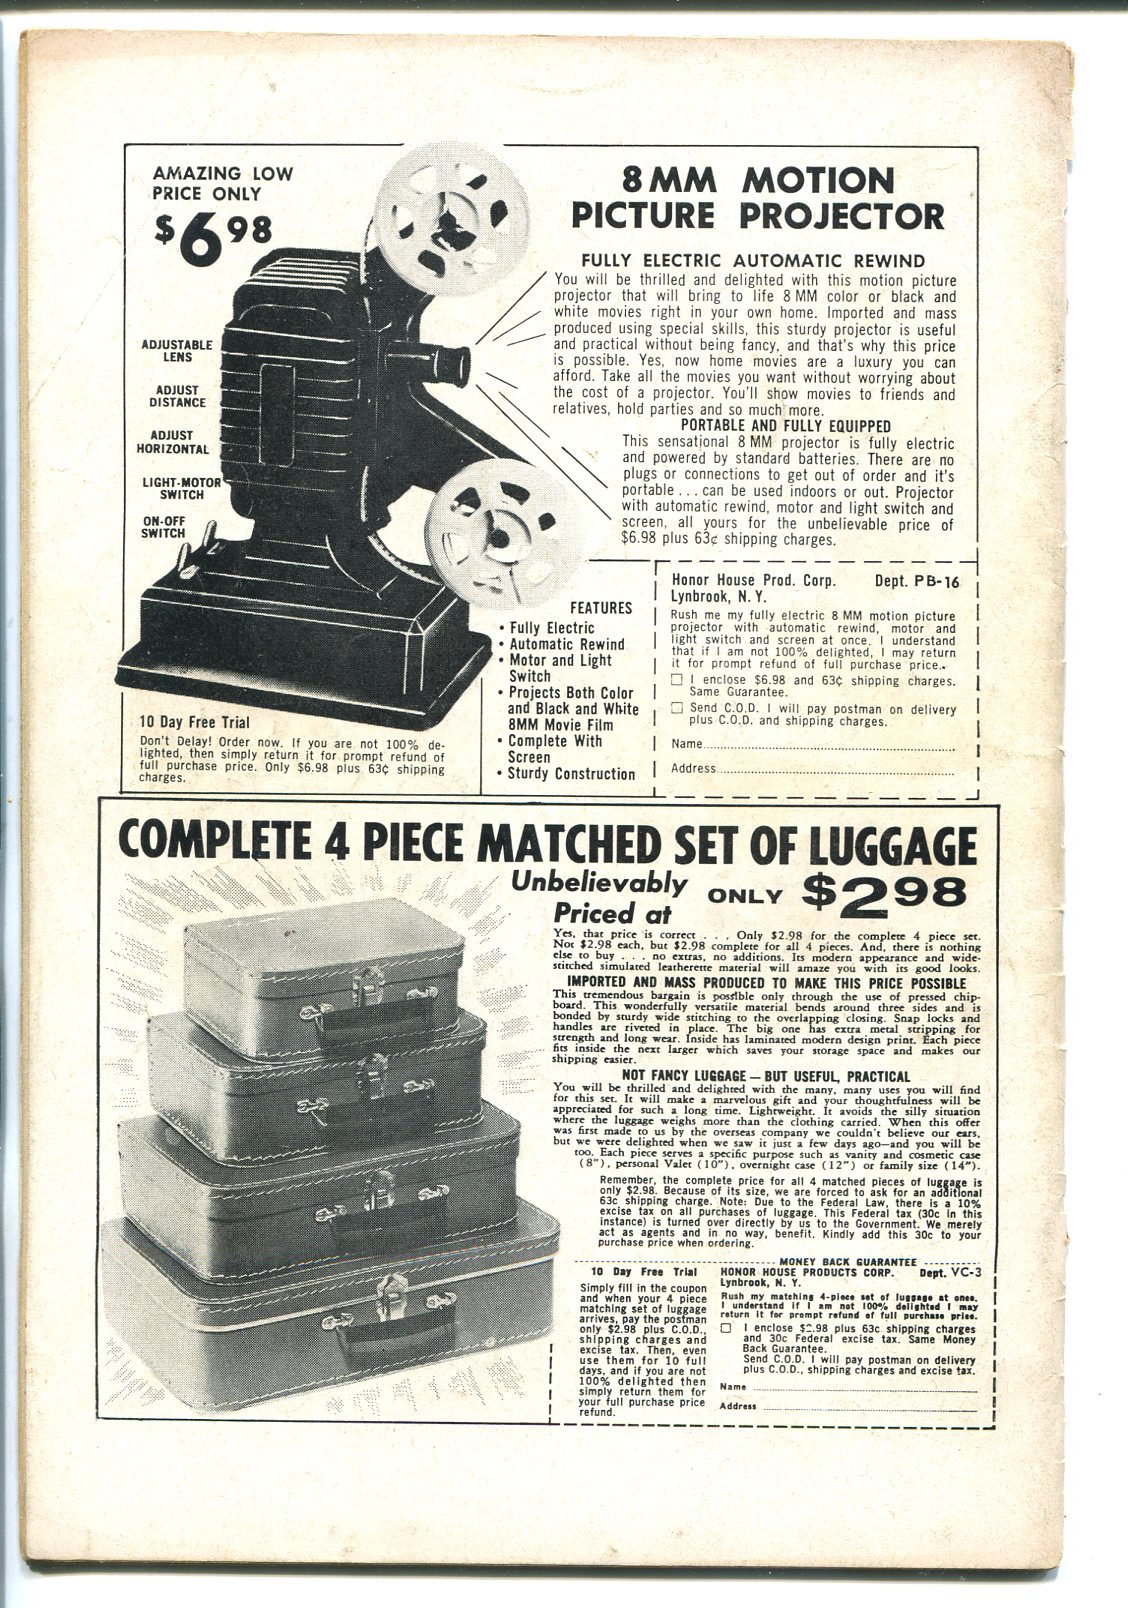 AMAZING LOW
PRICE ONLY
$6.98
ADJUSTABLE
LENS
ADJUST
DISTANCE
ADJUST
HORIZONTAL
LIGHT-MOTOR
SWITCH
ON-OFF
SWITCH
8 MM MOTION
PICTURE PROJECTOR
FULLY ELECTRIC AUTOMATIC REWIND
You will be thrilled and delighted with this motion picture
projector that will bring to life 8 MM color or black and
white movies right in your own home. Imported and mass
produced using special skills, this sturdy projector is useful
and practical without being fancy, and that's why this price
is possible. Yes, now home movies are a luxury you can
afford. Take all the movies you want without worrying about
the cost of a projector. You'll show movies to friends and
relatives, hold parties and so much more.
PORTABLE AND FULLY EQUIPPED
This sensational 8 MM projector is fully electric
and powered by standard batteries. There are no
plugs or connections to get out of order and it's
portable . . . can be used indoors or out. Projector
with automatic rewind, motor and light switch and
screen, all yours for the unbelievable price of
$6.98 plus 63¢ shipping charges.
10 Day Free Trial
Don't Delay! Order now. If you are not 100% de-
lighted, then simply return it for prompt refund of
full purchase price. Only $6.98 plus 63¢ shipping
charges.
FEATURES
• Fully Electric
• Automatic Rewind
• Motor and Light
Switch
• Projects Both Color
and Black and White
8MM Movie Film
• Complete With
Screen
• Sturdy Construction
Honor House Prod. Corp. Dept. PB-16
Lynbrook, N. Y.
Rush me my fully electric 8 MM motion picture
projector with automatic rewind, motor and
light switch and screen at once. I understand
that if I am not 100% delighted, I may return
it for prompt refund of full purchase price.
☐ I enclose $6.98 and 63¢ shipping charges.
Same Guarantee.
☐ Send C.O.D. I will pay postman on delivery
plus C.O.D. and shipping charges.
Name
Address
COMPLETE 4 PIECE MATCHED SET OF LUGGAGE
Unbelievably
Priced at
ONLY $2.98
Yes, that price is correct . . . Only $2.98 for the complete 4 piece set.
Not $2.98 each, but $2.98 complete for all 4 pieces. And, there is nothing
else to buy . . . no extras, no additions. Its modern appearance and wide-
stitched simulated leatherette material will amaze you with its good looks.
IMPORTED AND MASS PRODUCED TO MAKE THIS PRICE POSSIBLE
This tremendous bargain is possible only through the use of pressed chip-
board. This wonderfully versatile material bends around three sides and is
bonded by sturdy wide stitching to the overlapping closing. Snap locks and
handles are riveted in place. The big one has extra metal stripping for
strength and long wear. Inside has laminated modern design print. Each piece
fits inside the next larger which saves your storage space and makes our
shipping easier.
NOT FANCY LUGGAGE — BUT USEFUL, PRACTICAL
You will be thrilled and delighted with the many, many uses you will find
for this set. It will make a marvelous gift and your thoughtfulness will be
appreciated for such a long time. Lightweight. It avoids the silly situation
where the luggage weighs more than the clothing carried. When this offer
was first made to us by the overseas company we couldn't believe our ears,
but we were delighted when we saw it just a few days ago—and you will be
too. Each piece serves a specific purpose such as vanity and cosmetic case
(8"), personal Valet (10"), overnight case (12") or family size (14").
Remember, the complete price for all 4 matched pieces of luggage is
only $2.98. Because of its size, we are forced to ask for an additional
63c shipping charge. Note: Due to the Federal Law, there is a 10%
excise tax on all purchases of luggage. This Federal tax (30c in this
instance) is turned over directly by us to the Government. We merely
act as agents and in no way, benefit. Kindly add this 30c to your
purchase price when ordering.
10 Day Free Trial
Simply fill in the coupon
and when your 4 piece
matching set of luggage
arrives, pay the postman
only $2.98 plus C.O.D.,
shipping charges and
excise tax. Then, even
use them for 10 full
days, and if you are not
100% delighted then
simply return them for
your full purchase price
refund.
MONEY BACK GUARANTEE
HONOR HOUSE PRODUCTS CORP. Dept. VC-3
Lynbrook, N. Y.
Rush my matching 4-piece set of luggage at once.
I understand if I am not 100% delighted I may
return it for prompt refund of full purchase price.
☐ I enclose $2.98 plus 63c shipping charges
and 30c Federal excise tax. Same Money
Back Guarantee.
Send C.O.D. I will pay postman on delivery
plus C.O.D., shipping charges and excise tax.
Name
Address